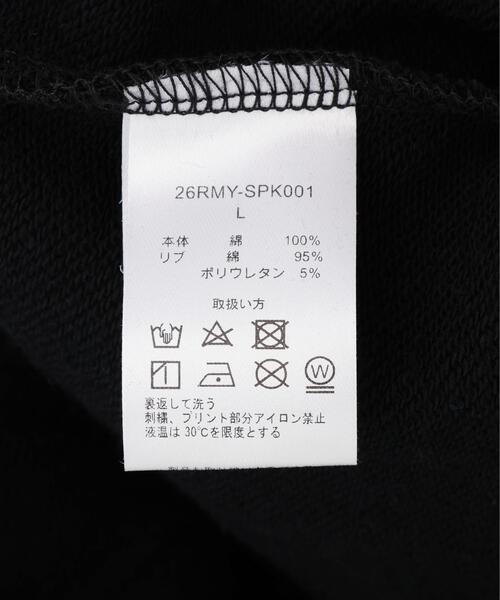 26RMY-SPK001
L
本体 綿 100%
リブ 綿 95%
ポリウレタン 5%
取扱い方
W
裏返して洗う
刺繍、プリント部分アイロン禁止
液温は30℃を限度とする